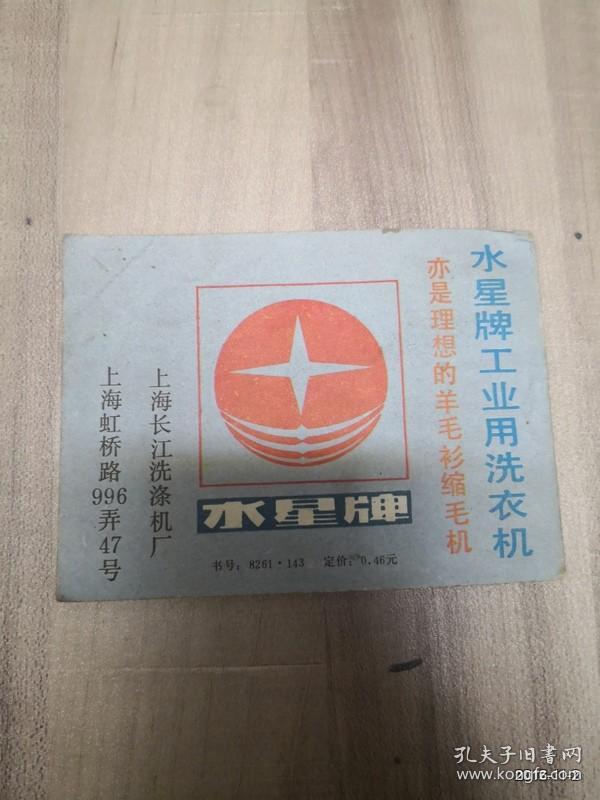 水星牌工业用洗衣机
亦是理想的羊毛衫缩毛机
水星牌
上海长江洗涤机厂
上海虹桥路996弄47号
书号：8261·143 定价：0.46元
孔夫子旧书网